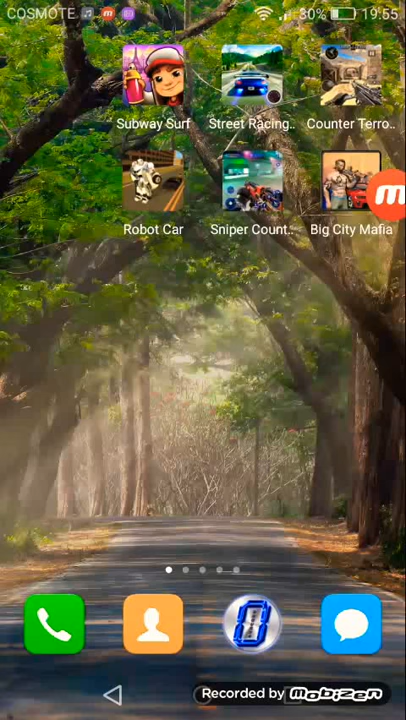 COSMOTE 30% 19.55
Subway Surf Street Racing.. Counter Terro..
Robot Car Sniper Count.. Big City Mafia
Recorded by MOBIZEN